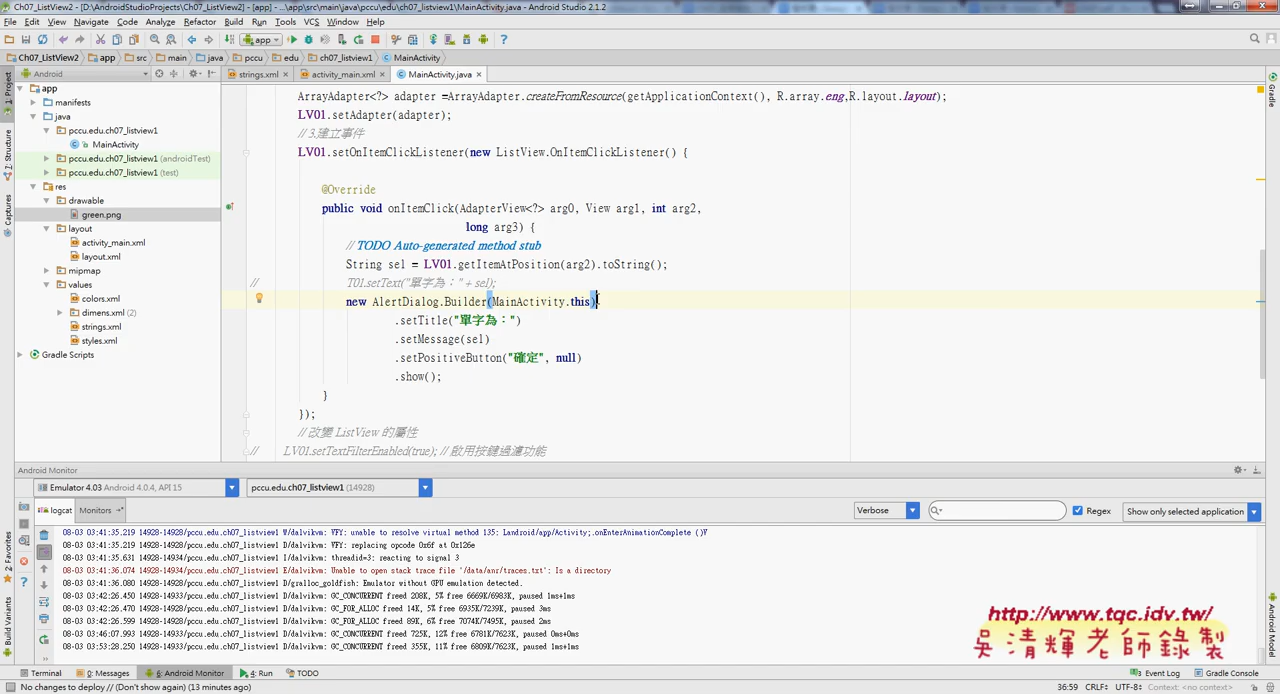 Ch07_ListView2 - [D:\AndroidStudioProjects\Ch07_ListView2] - [app] - ...\app\src\main\java\pccu\edu\ch07_listview1\MainActivity.java - Android Studio 2.1.2
File Edit View Navigate Code Analyze Refactor Build Run Tools VCS Window Help
app
Ch07_ListView2 app src main java pccu edu ch07_listview1 MainActivity
Android
strings.xml activity_main.xml MainActivity.java
1: Project
Structure
Captures
2: Favorites
Build Variants
app
manifests
java
pccu.edu.ch07_listview1
MainActivity
pccu.edu.ch07_listview1 (androidTest)
pccu.edu.ch07_listview1 (test)
res
drawable
green.png
layout
activity_main.xml
layout.xml
mipmap
values
colors.xml
dimens.xml (2)
strings.xml
styles.xml
Gradle Scripts
ArrayAdapter<?> adapter =ArrayAdapter.createFromResource(getApplicationContext(), R.array.eng,R.layout.layout);
LV01.setAdapter(adapter);
// 3.建立事件
LV01.setOnItemClickListener(new ListView.OnItemClickListener() {
@Override
public void onItemClick(AdapterView<?> arg0, View arg1, int arg2,
long arg3) {
// TODO Auto-generated method stub
String sel = LV01.getItemAtPosition(arg2).toString();
// T01.setText("單字為：" + sel);
new AlertDialog.Builder(MainActivity.this)
.setTitle("單字為：")
.setMessage(sel)
.setPositiveButton("確定", null)
.show();
}
});
// 改變 ListView 的屬性
// LV01.setTextFilterEnabled(true); // 啟用按鍵過濾功能
Gradle
Android Model
Android Monitor
Emulator 4.03 Android 4.0.4, API 15 pccu.edu.ch07_listview1 (14928)
logcat Monitors Verbose Regex Show only selected application
08-03 03:41:35.219 14928-14928/pccu.edu.ch07_listview1 W/dalvikvm: VFY: unable to resolve virtual method 135: Landroid/app/Activity;.onEnterAnimationComplete ()V
08-03 03:41:35.219 14928-14928/pccu.edu.ch07_listview1 D/dalvikvm: VFY: replacing opcode 0x6f at 0x126e
08-03 03:41:35.631 14928-14934/pccu.edu.ch07_listview1 I/dalvikvm: threadid=3: reacting to signal 3
08-03 03:41:36.074 14928-14934/pccu.edu.ch07_listview1 E/dalvikvm: Unable to open stack trace file '/data/anr/traces.txt': Is a directory
08-03 03:41:36.080 14928-14928/pccu.edu.ch07_listview1 D/gralloc_goldfish: Emulator without GPU emulation detected.
08-03 03:42:26.450 14928-14933/pccu.edu.ch07_listview1 D/dalvikvm: GC_CONCURRENT freed 208K, 5% free 6669K/6983K, paused 1ms+1ms
08-03 03:42:26.470 14928-14928/pccu.edu.ch07_listview1 D/dalvikvm: GC_FOR_ALLOC freed 14K, 5% free 6935K/7239K, paused 3ms
08-03 03:42:26.599 14928-14928/pccu.edu.ch07_listview1 D/dalvikvm: GC_FOR_ALLOC freed 89K, 6% free 7074K/7495K, paused 2ms
08-03 03:46:07.993 14928-14933/pccu.edu.ch07_listview1 D/dalvikvm: GC_CONCURRENT freed 725K, 12% free 6781K/7623K, paused 0ms+0ms
08-03 03:53:28.250 14928-14933/pccu.edu.ch07_listview1 D/dalvikvm: GC_CONCURRENT freed 353K, 11% free 6809K/7623K, paused 1ms+1ms
http://www.tqc.idv.tw/
吳清輝老師錄製
Terminal 0: Messages 6: Android Monitor 4: Run TODO Event Log Gradle Console
No changes to deploy // (Don't show again) (13 minutes ago) 36:59 CRLF÷ UTF-8÷ Context: <no context>